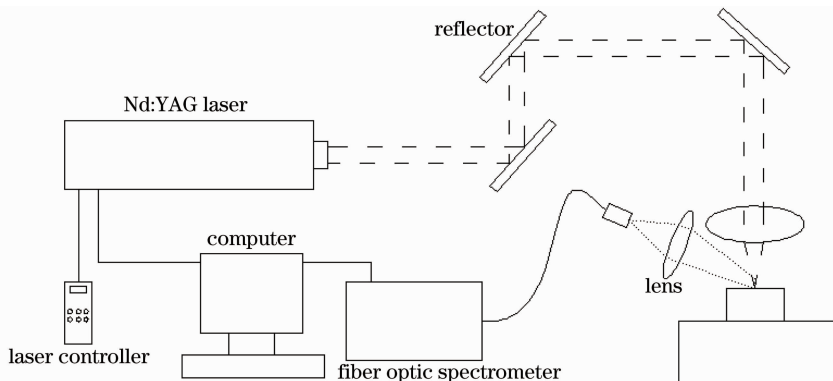 reflector
Nd:YAG laser
computer
lens
laser controller
fiber optic spectrometer